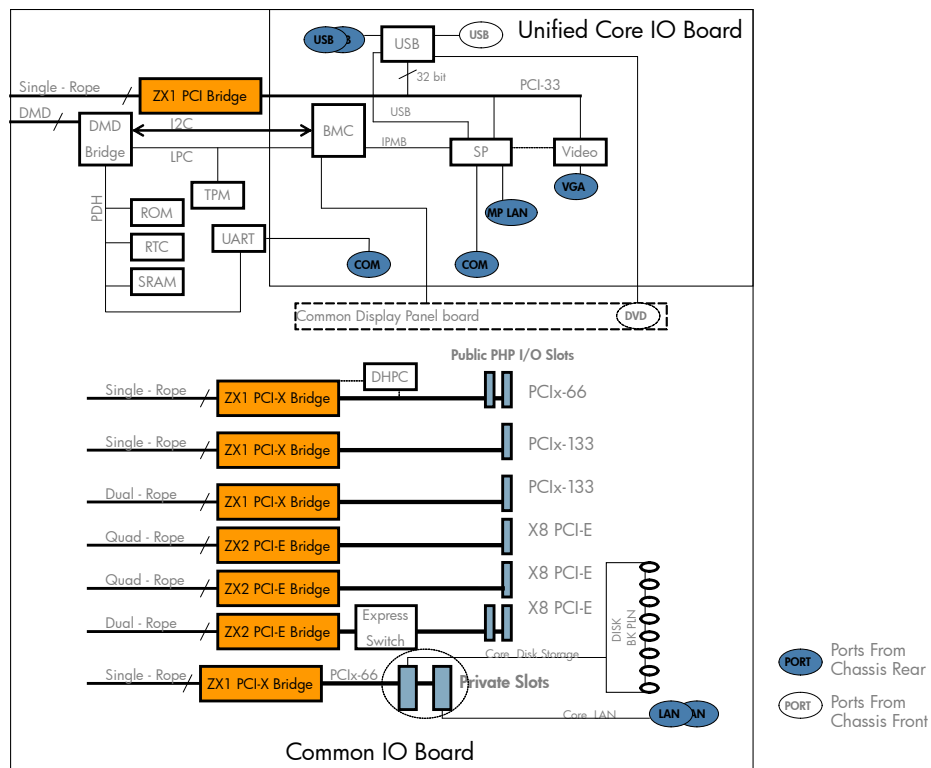 Unified Core IO Board
USB
USB
USB
32 bit
Single - Rope
ZX1 PCI Bridge
PCI-33
DMD
USB
DMD
Bridge
I2C
BMC
LPC
IPMB
SP
Video
VGA
TPM
PDH
ROM
MP LAN
RTC
UART
COM
COM
SRAM
Common Display Panel board
DVD
Public PHP I/O Slots
DHPC
Single - Rope
ZX1 PCI-X Bridge
PCIx-66
Single - Rope
ZX1 PCI-X Bridge
PCIx-133
Dual - Rope
ZX1 PCI-X Bridge
PCIx-133
Quad - Rope
ZX2 PCI-E Bridge
X8 PCI-E
Quad - Rope
ZX2 PCI-E Bridge
X8 PCI-E
Dual - Rope
ZX2 PCI-E Bridge
Express
Switch
X8 PCI-E
DISK
BK PLN
Core Disk Storage
Single - Rope
ZX1 PCI-X Bridge
PCIx-66
Private Slots
Core LAN
LAN
PORT
Ports From
Chassis Rear
PORT
Ports From
Chassis Front
Common IO Board